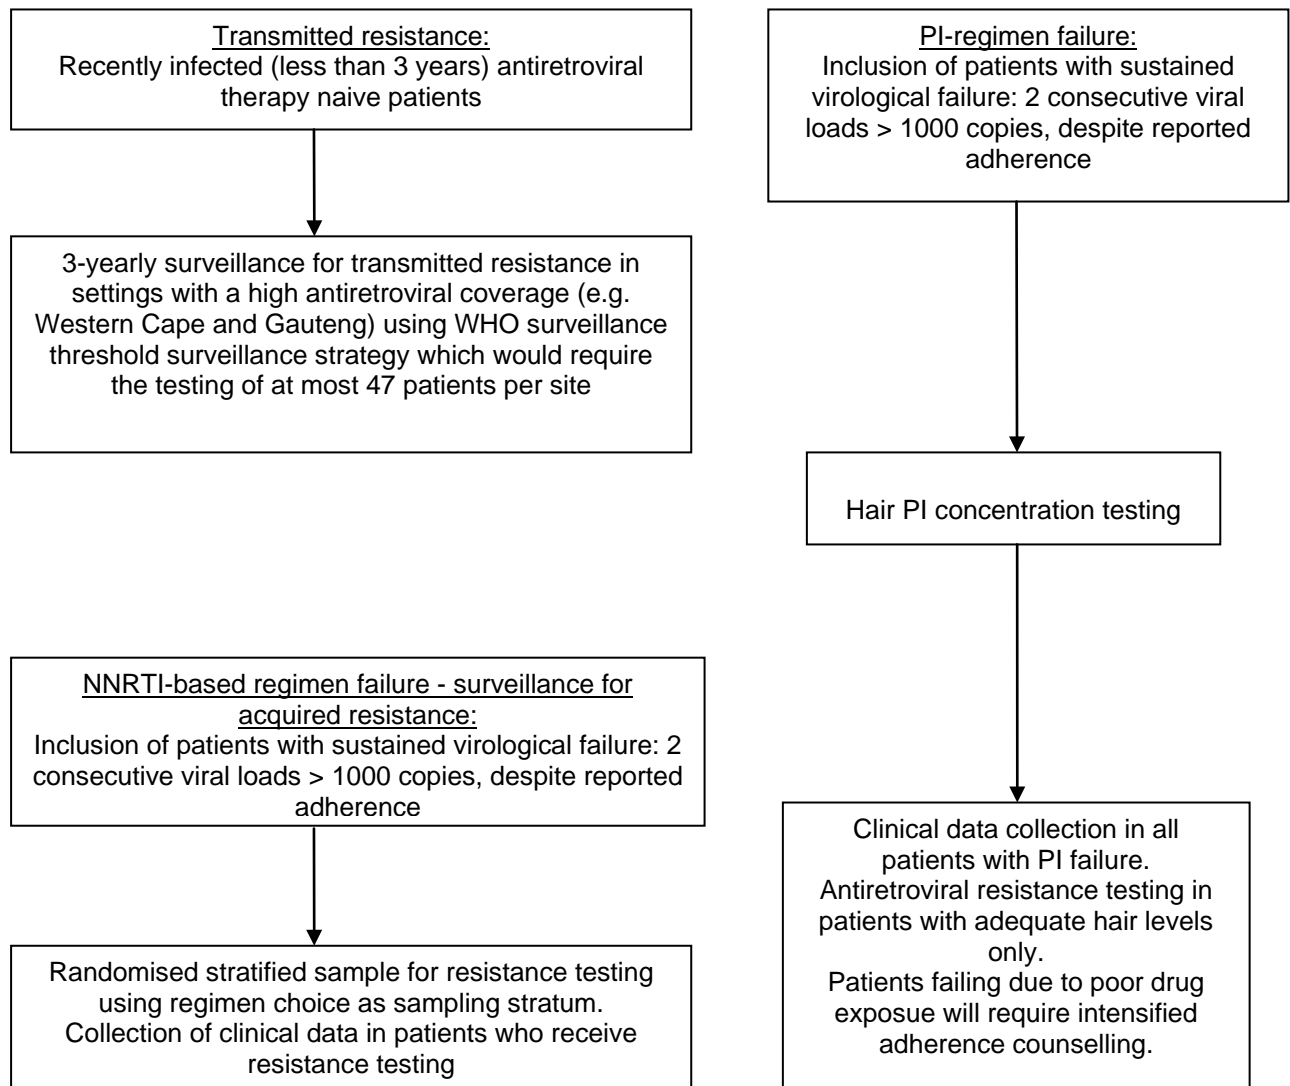 Transmitted resistance:
Recently infected (less than 3 years) antiretroviral
therapy naive patients
3-yearly surveillance for transmitted resistance in
settings with a high antiretroviral coverage (e.g.
Western Cape and Gauteng) using WHO surveillance
threshold surveillance strategy which would require
the testing of at most 47 patients per site
NNRTI-based regimen failure - surveillance for
acquired resistance:
Inclusion of patients with sustained virological failure: 2
consecutive viral loads > 1000 copies, despite reported
adherence
Randomised stratified sample for resistance testing
using regimen choice as sampling stratum.
Collection of clinical data in patients who receive
resistance testing
PI-regimen failure:
Inclusion of patients with sustained
virological failure: 2 consecutive viral
loads > 1000 copies, despite reported
adherence
Hair PI concentration testing
Clinical data collection in all
patients with PI failure.
Antiretroviral resistance testing in
patients with adequate hair levels
only.
Patients failing due to poor drug
exposue will require intensified
adherence counselling.